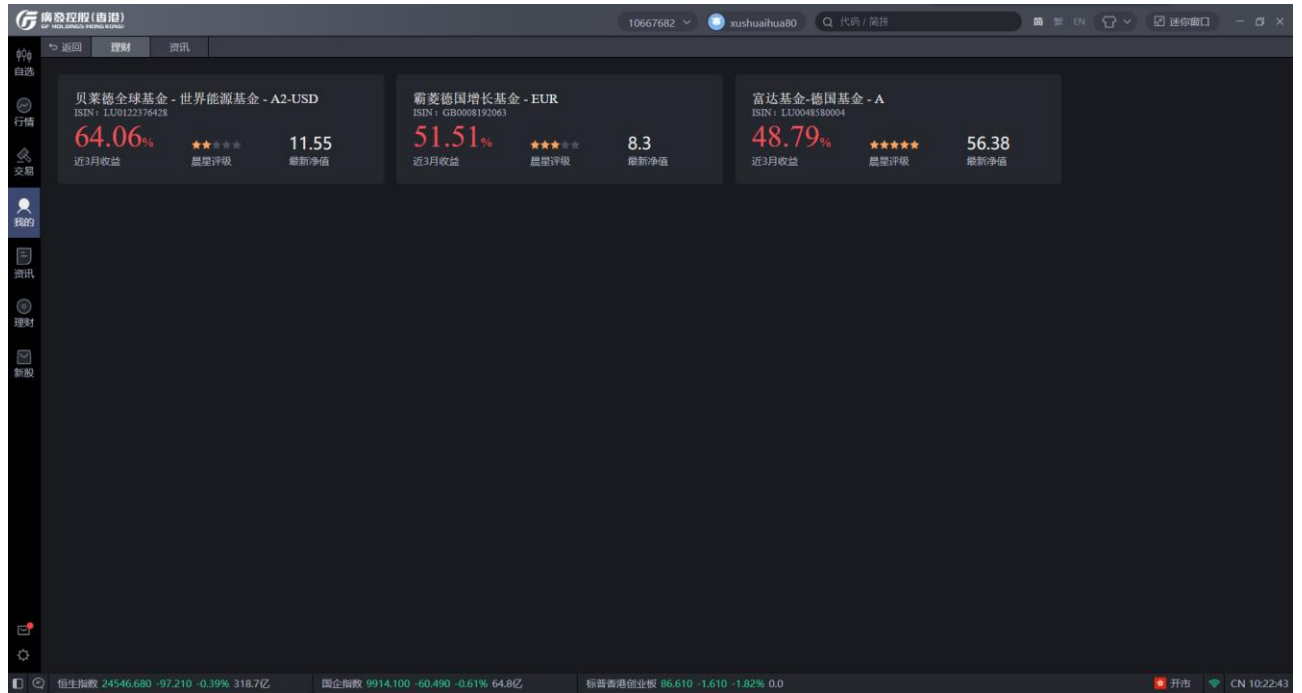 廣發控股(香港)
GF HOLDINGS (HONG KONG)
10667682
xushuaihua80
代码 / 简拼
简 繁 EN
迷你窗口
返回 理财 资讯
自选
行情
交易
我的
资讯
理财
新股
贝莱德全球基金 - 世界能源基金 - A2-USD
ISIN: LU0122376428
64.06% 11.55
近3月收益 晨星评级 最新净值
霸菱德国增长基金 - EUR
ISIN: GB0008192063
51.51% 8.3
近3月收益 晨星评级 最新净值
富达基金-德国基金 - A
ISIN: LU0048580004
48.79% 56.38
近3月收益 晨星评级 最新净值
恒生指数 24546.680 -97.210 -0.39% 318.7亿 国企指数 9914.100 -60.490 -0.61% 64.8亿 标普香港创业板 86.610 -1.610 -1.82% 0.0 开市 CN 10:22:43